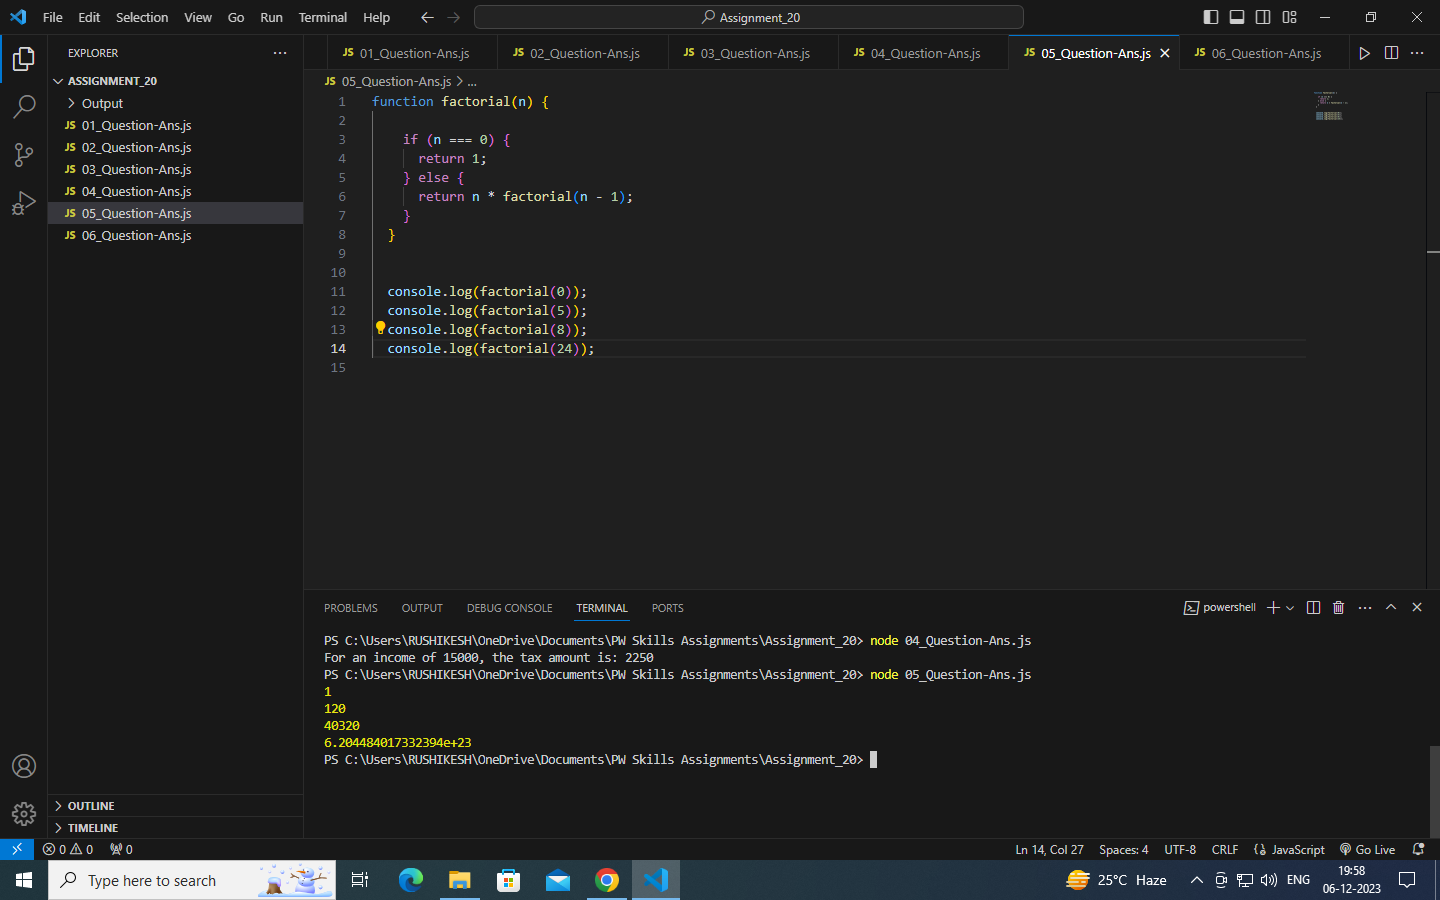 File Edit Selection View Go Run Terminal Help
Assignment_20
EXPLORER
ASSIGNMENT_20
Output
JS 01_Question-Ans.js
JS 02_Question-Ans.js
JS 03_Question-Ans.js
JS 04_Question-Ans.js
JS 05_Question-Ans.js
JS 06_Question-Ans.js
OUTLINE
TIMELINE
JS 01_Question-Ans.js JS 02_Question-Ans.js JS 03_Question-Ans.js JS 04_Question-Ans.js JS 05_Question-Ans.js JS 06_Question-Ans.js
JS 05_Question-Ans.js > ...
1 function factorial(n) {
2
3 if (n === 0) {
4 return 1;
5 } else {
6 return n * factorial(n - 1);
7 }
8 }
9
10
11 console.log(factorial(0));
12 console.log(factorial(5));
13 console.log(factorial(8));
14 console.log(factorial(24));
15
PROBLEMS OUTPUT DEBUG CONSOLE TERMINAL PORTS
powershell
PS C:\Users\RUSHIKESH\OneDrive\Documents\PW Skills Assignments\Assignment_20> node 04_Question-Ans.js
For an income of 15000, the tax amount is: 2250
PS C:\Users\RUSHIKESH\OneDrive\Documents\PW Skills Assignments\Assignment_20> node 05_Question-Ans.js
1
120
40320
6.204484017332394e+23
PS C:\Users\RUSHIKESH\OneDrive\Documents\PW Skills Assignments\Assignment_20>
0 0 0
Ln 14, Col 27 Spaces: 4 UTF-8 CRLF JavaScript Go Live
Type here to search
25°C Haze
ENG
19:58
06-12-2023